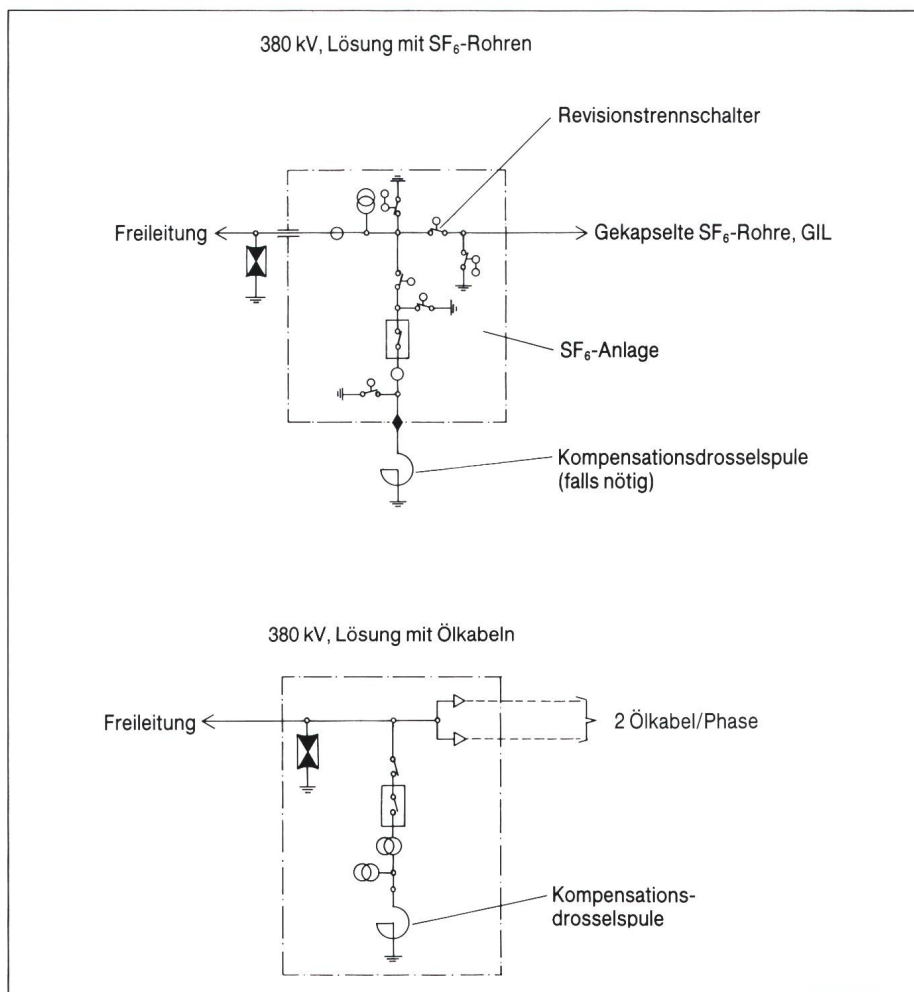 380 kV, Lösung mit SF₆-Rohren
Revisionstrennschalter
Freileitung
Gekapselte SF₆-Rohre, GIL
SF₆-Anlage
Kompensationsdrosselspule
(falls nötig)
380 kV, Lösung mit Ölkabeln
Freileitung
2 Ölkabel/Phase
Kompensations-
drosselspule